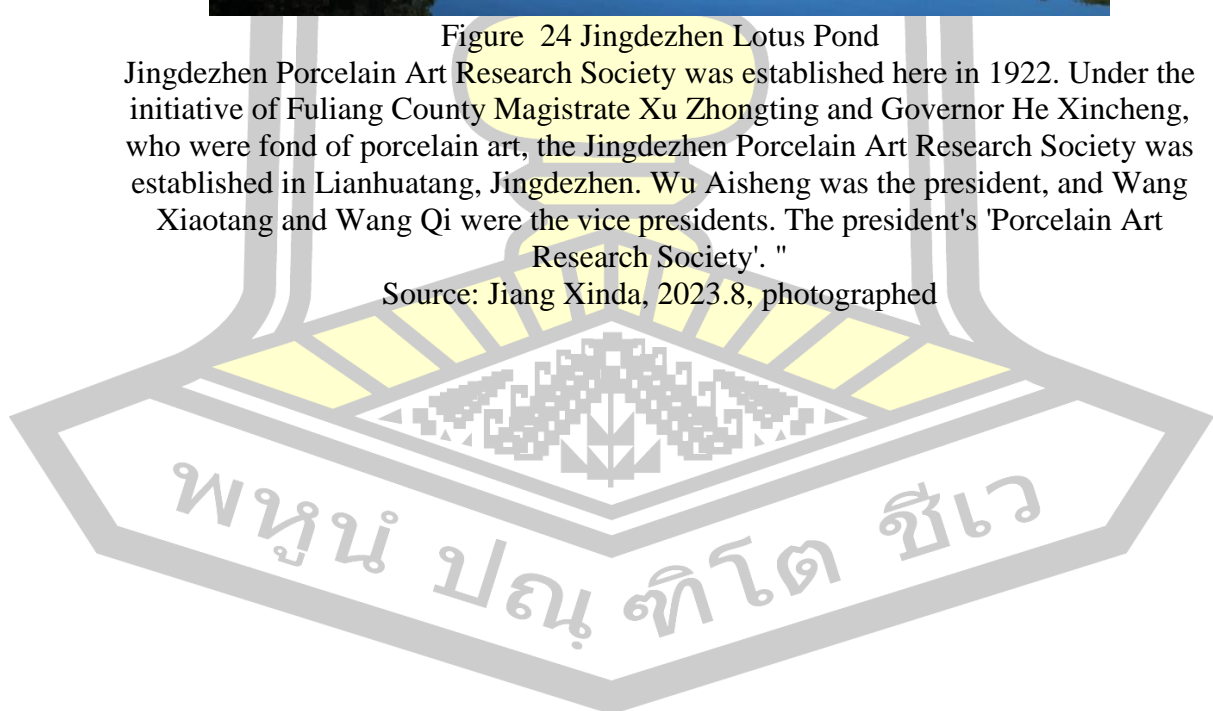 Figure 24 Jingdezhen Lotus Pond
Jingdezhen Porcelain Art Research Society was established here in 1922. Under the
initiative of Fuliang County Magistrate Xu Zhongting and Governor He Xincheng,
who were fond of porcelain art, the Jingdezhen Porcelain Art Research Society was
established in Lianhuatang, Jingdezhen. Wu Aisheng was the president, and Wang
Xiaotang and Wang Qi were the vice presidents. The president's 'Porcelain Art
Research Society'. "
Source: Jiang Xinda, 2023.8, photographed
พหูนํ ปณฺฑิโต ชีเว